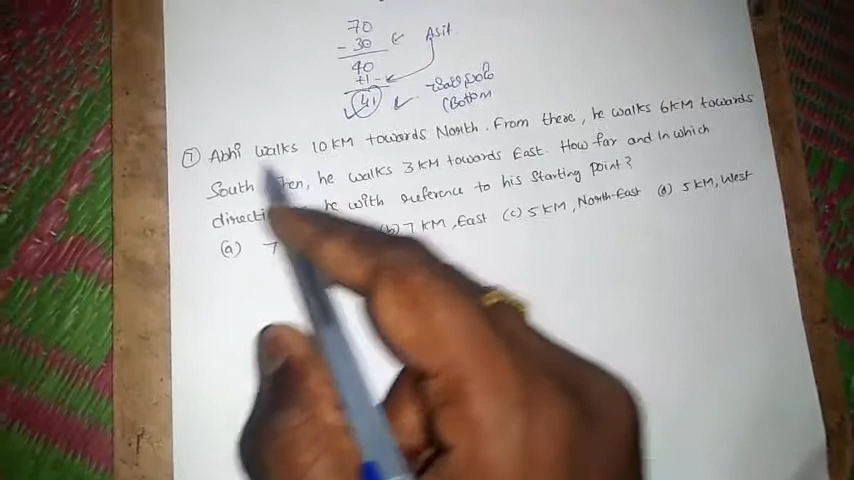 70
- 30
Asit
40
+1
41
(Bottom
7 Abhi walks 10 KM towards North. From there, he walks 6KM towards
South Then, he walks 3 KM towards East. How far and in which
he with reference to his starting point?
(a) 7 (b) 7 KM, East (c) 5 KM, North-East (d) 5 KM, West